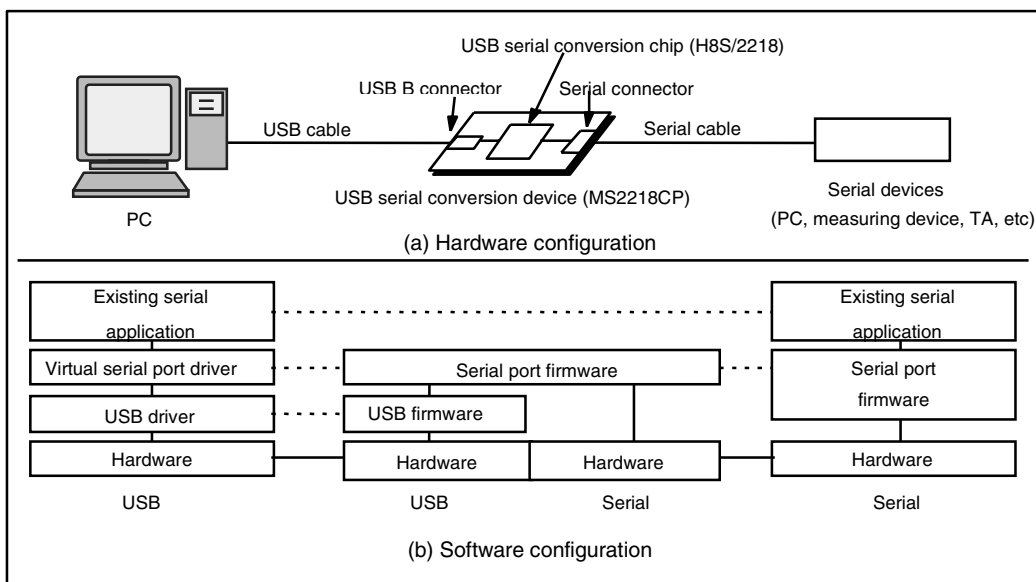 USB serial conversion chip (H8S/2218)
USB B connector
Serial connector
USB cable
Serial cable
USB serial conversion device (MS2218CP)
PC
Serial devices
(PC, measuring device, TA, etc)
(a) Hardware configuration
Existing serial
application
Existing serial
application
Virtual serial port driver
Serial port firmware
Serial port
firmware
USB driver
USB firmware
Hardware
Hardware
Hardware
Hardware
USB
USB
Serial
Serial
(b) Software configuration